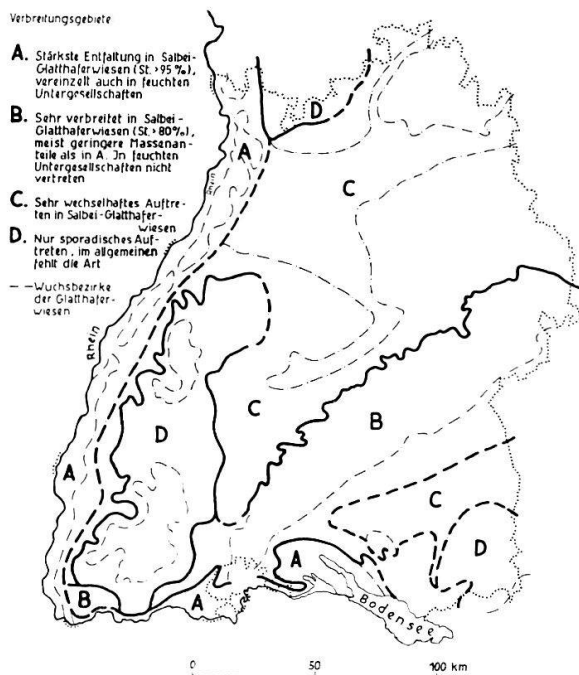 Verbreitungsgebiete
A. Stärkste Entfaltung in Salbei-
Glatthaferwiesen (St. >95 %),
vereinzelt auch in feuchten
Untergesellschaften
B. Sehr verbreitet in Salbei-
Glatthaferwiesen (St. >80%),
meist geringere Massenan-
teile als in A. Jn feuchten
Untergesellschaften nicht
vertreten
C. Sehr wechselhaftes Auftre-
ten in Salbei-Glatthafer-
wiesen
D. Nur sporadisches Auf-
treten, im allgemeinen
fehlt die Art
Wuchsbezirke
der Glatthafer-
wiesen
D
A
C
Rhein
Rhein
C
B
D
A
C
D
A
B
A
Bodensee
0 50 100 km